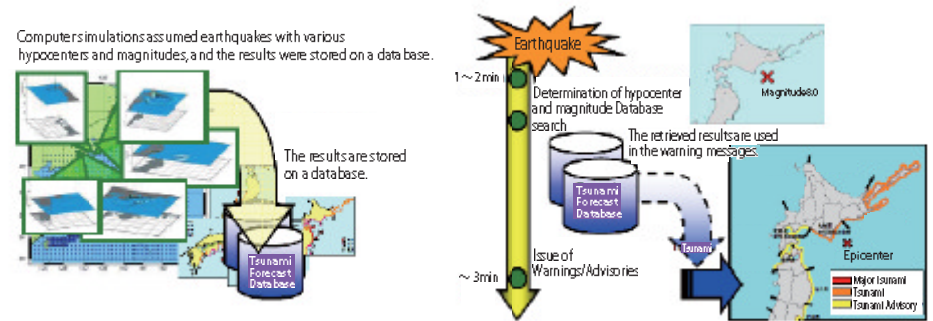 Computer simulations assumed earthquakes with various
hypocenters and magnitudes, and the results were stored on a database.
The results are stored
on a database.
Tsunami
Forecast
Database
Earthquake
1～2min
Determination of hypocenter
and magnitude Database
search
Magnitude8.0
The retrieved results are used
in the warning messages.
Tsunami
Forecast
Database
Tsunami
Issue of
Warnings/Advisories
～3min
Epicenter
Major tsunami
Tsunami
Tsunami Advisory